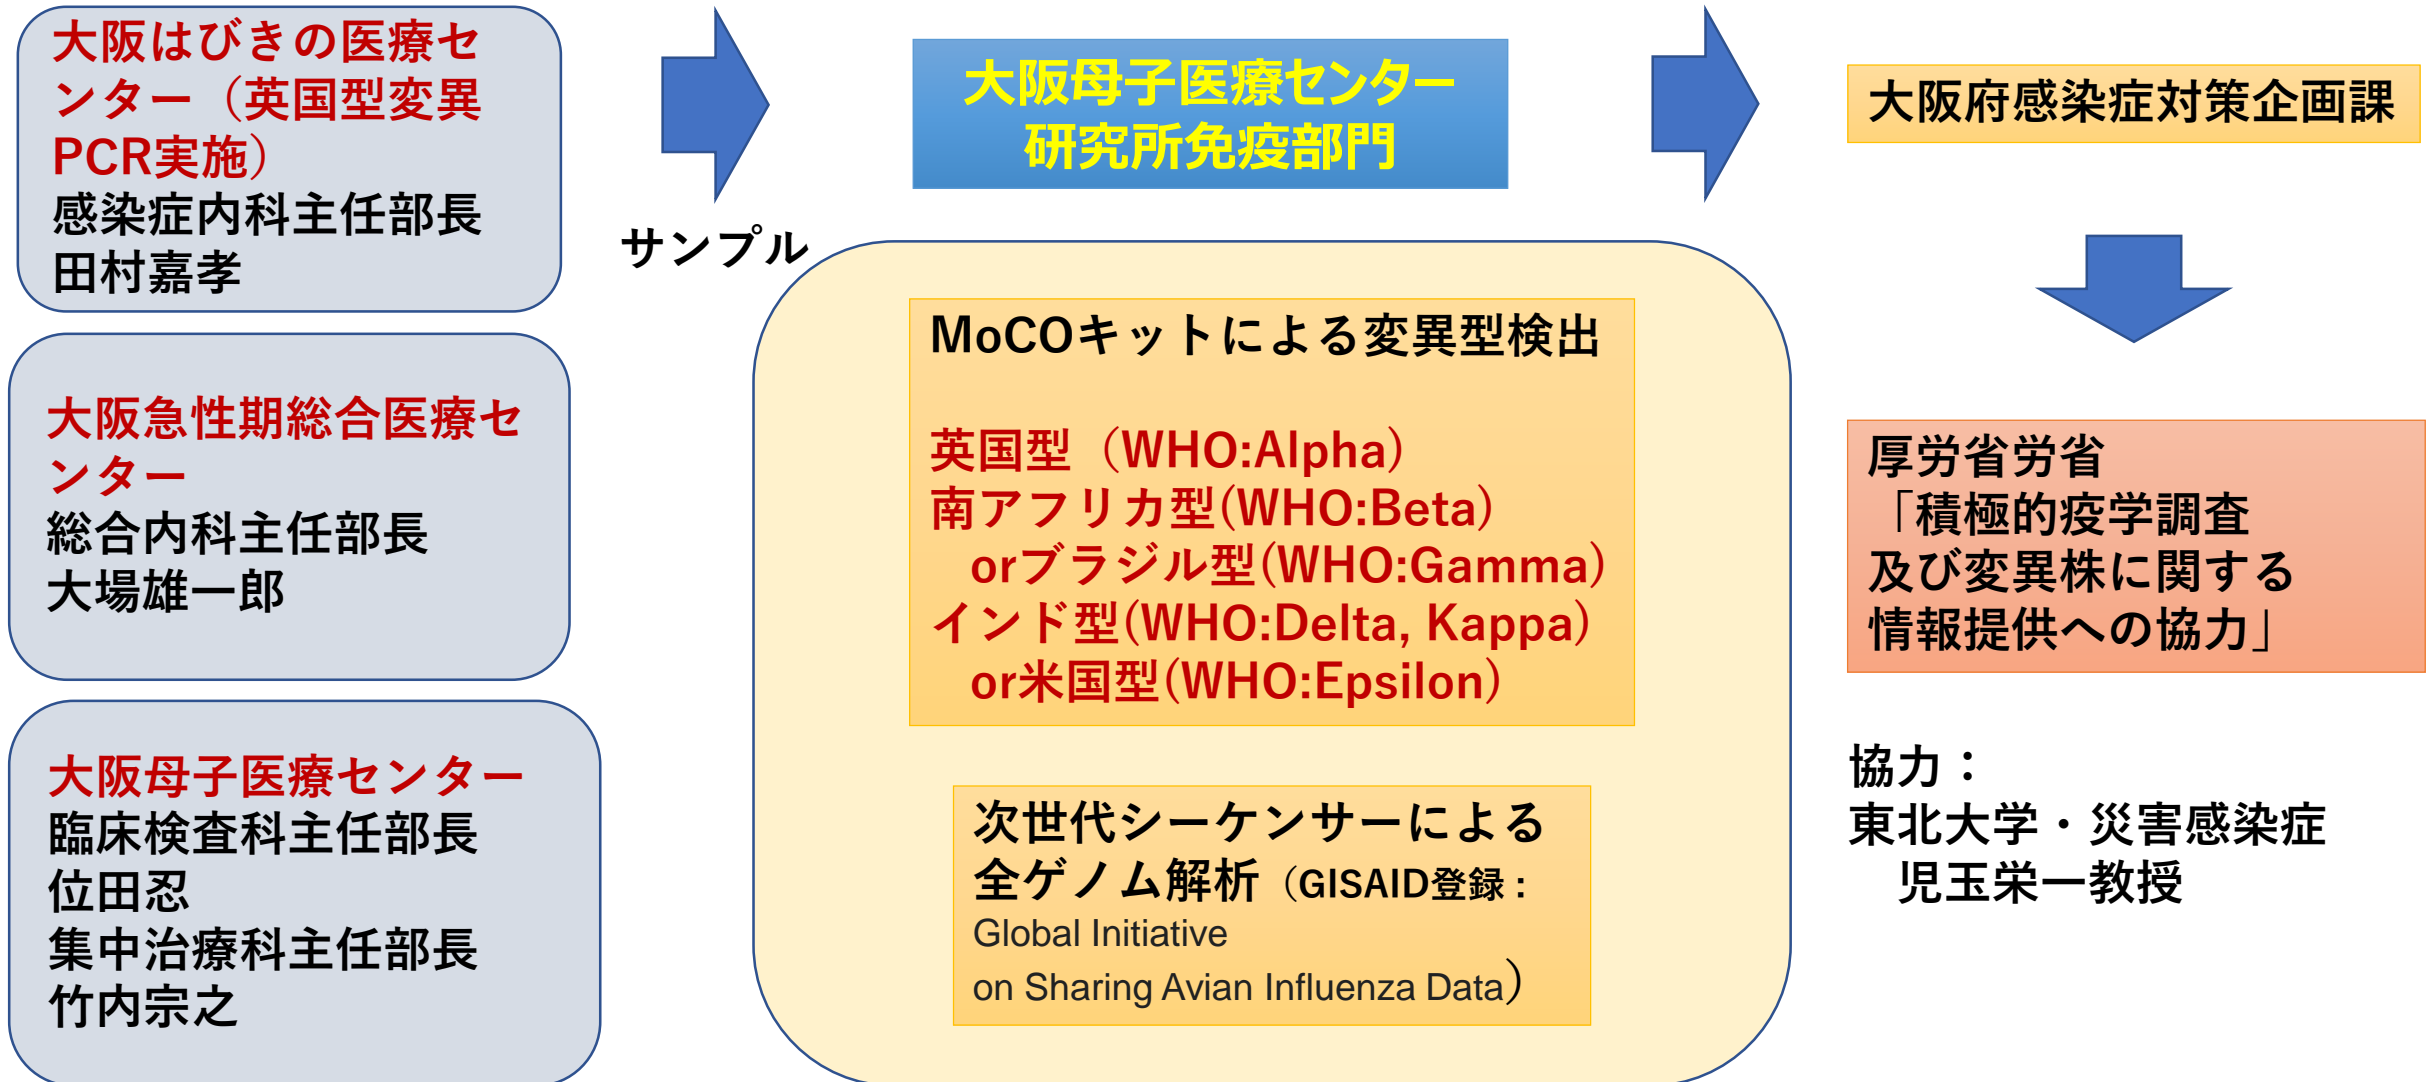 大阪はびきの医療セ
ンター（英国型変異
PCR実施）
感染症内科主任部長
田村嘉孝
大阪急性期総合医療セ
ンター
総合内科主任部長
大場雄一郎
大阪母子医療センター
臨床検査科主任部長
位田忍
集中治療科主任部長
竹内宗之
サンプル
大阪母子医療センター
研究所免疫部門
MoCOキットによる変異型検出
英国型（WHO:Alpha）
南アフリカ型(WHO:Beta)
orブラジル型(WHO:Gamma)
インド型(WHO:Delta, Kappa)
or米国型(WHO:Epsilon)
次世代シーケンサーによる
全ゲノム解析（GISAID登録：
Global Initiative
on Sharing Avian Influenza Data）
大阪府感染症対策企画課
厚労省労省
「積極的疫学調査
及び変異株に関する
情報提供への協力」
協力：
東北大学・災害感染症
児玉栄一教授